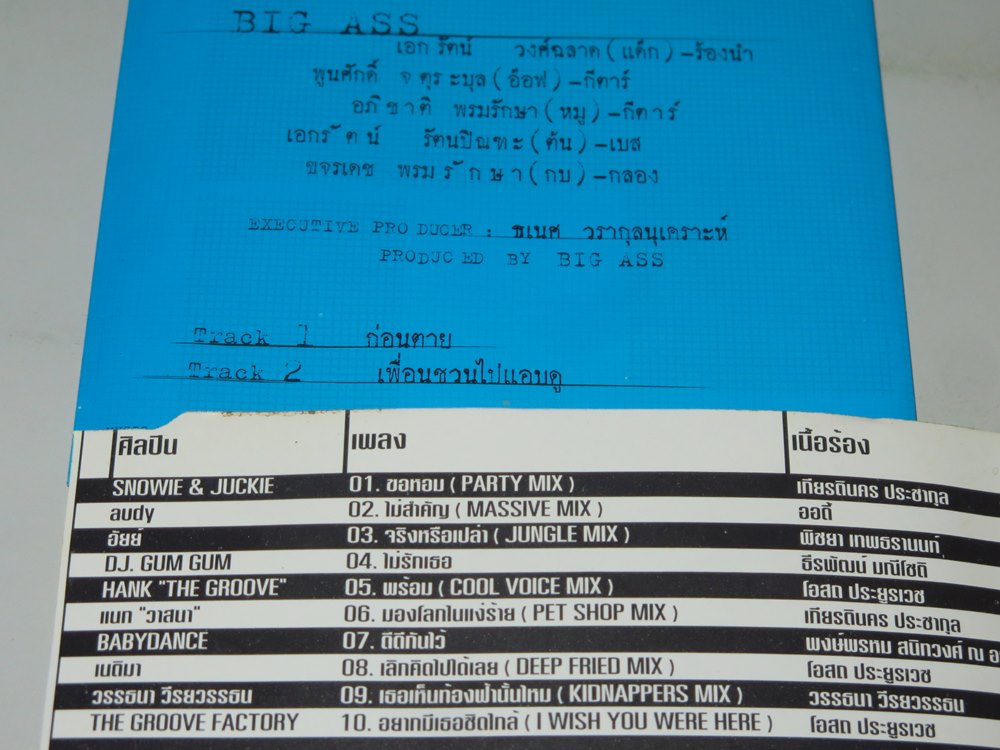 BIG ASS
เอกรัตน์ วงศ์ฉลาด (แด็ก) -ร้องนำ
พูนศักดิ์ จตุระบุล (อ๊อฟ) -กีตาร์
อภิชาติ พรมรักษา (หมู) -กีตาร์
เอกรัตน์ รัตนปิณฑะ (ต้น) -เบส
ขจรเดช พรมรักษา (กบ) -กลอง
EXECUTIVE PRODUCER : ธเนศ วรากุลนุเคราะห์
PRODUCED BY BIG ASS
Track 1 ก่อนตาย
Track 2 เพื่อนชวนไปแอบดู
ศิลปิน เพลง เนื้อร้อง
SNOWIE & JUCKIE 01. ขอหอม ( PARTY MIX ) เกียรตินคร ประชากุล
audy 02. ไม่สำคัญ ( MASSIVE MIX ) ออดี้
อัยย์ 03. จริงหรือเปล่า ( JUNGLE MIX ) พิชยา เทพธรานนท์
DJ. GUM GUM 04. ไม่รักเธอ ธีรพัฒน์ มณีโชติ
HANK "THE GROOVE" 05. พร้อม ( COOL VOICE MIX ) โอสถ ประยูรเวช
แนท "วาสนา" 06. มองโลกในแง่ร้าย ( PET SHOP MIX ) เกียรตินคร ประชากุล
BABYDANCE 07. ดีดีกันไว้ พงษ์พรหม สนิทวงศ์ ณ
เนติมา 08. เลิกคิดไปได้เลย ( DEEP FRIED MIX ) โอสถ ประยูรเวช
วรรธนา วีรยวรรธน 09. เธอเห็นท้องฟ้านั้นไหม ( KIDNAPPERS MIX ) วรรธนา วีรยวรรธน
THE GROOVE FACTORY 10. อยากมีเธอชิดใกล้ ( I WISH YOU WERE HERE ) โอสถ ประยูรเวช